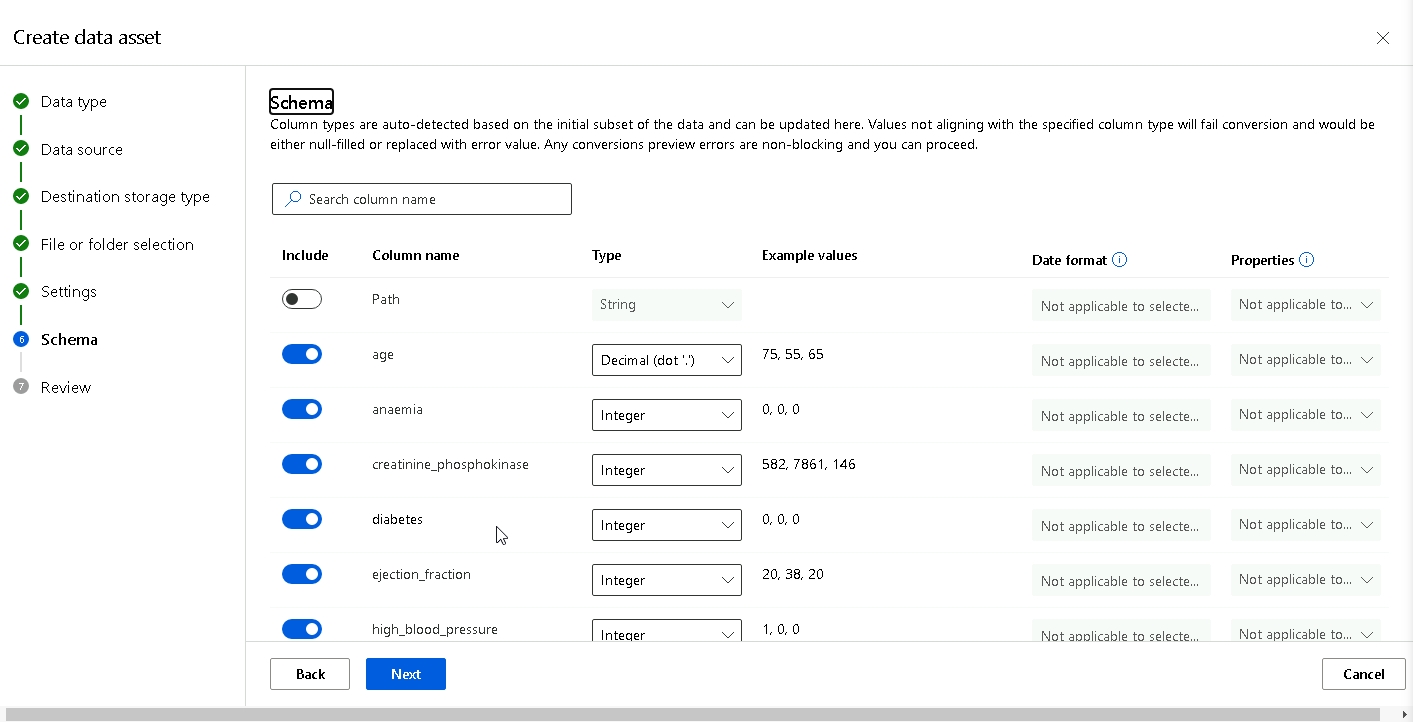 Create data asset
Data type
Data source
Destination storage type
File or folder selection
Settings
6 Schema
7 Review
Schema
Column types are auto-detected based on the initial subset of the data and can be updated here. Values not aligning with the specified column type will fail conversion and would be
either null-filled or replaced with error value. Any conversions preview errors are non-blocking and you can proceed.
Search column name
Include Column name Type Example values Date format Properties
Path String Not applicable to selecte... Not applicable to...
age Decimal (dot '.') 75, 55, 65 Not applicable to selecte... Not applicable to...
anaemia Integer 0, 0, 0 Not applicable to selecte... Not applicable to...
creatinine_phosphokinase Integer 582, 7861, 146 Not applicable to selecte... Not applicable to...
diabetes Integer 0, 0, 0 Not applicable to selecte... Not applicable to...
ejection_fraction Integer 20, 38, 20 Not applicable to selecte... Not applicable to...
high_blood_pressure Integer 1, 0, 0 Not applicable to selecte... Not applicable to...
Back Next Cancel